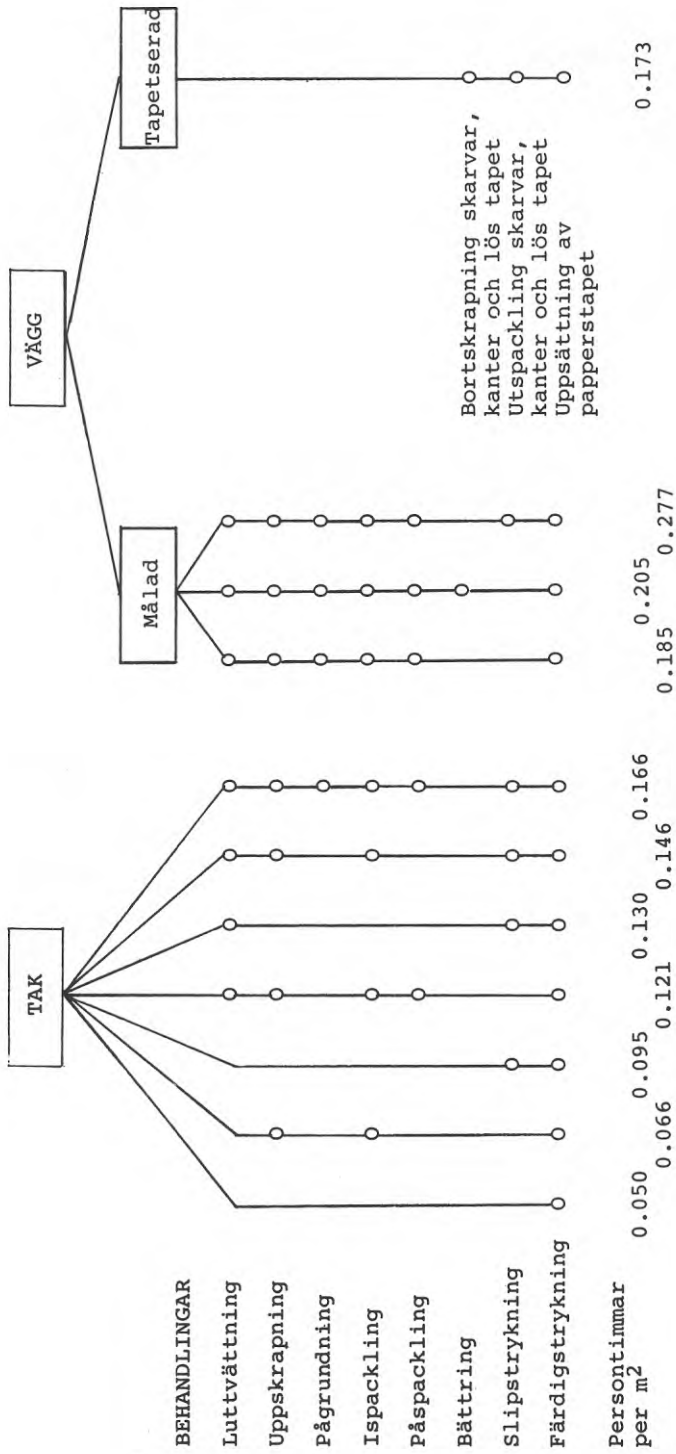 TAK
VÄGG
Målad
Tapetserad
BEHANDLINGAR
Luttvättning
Uppskrapning
Pågrundning
Ispackling
Påspackling
Bättring
Slipstrykning
Färdigstrykning
Bortskrapning skarvar,
kanter och lös tapet
Utspackling skarvar,
kanter och lös tapet
Uppsättning av
papperstapet
Persontimmar
per m²
0.050
0.066
0.095
0.121
0.130
0.146
0.166
0.185
0.205
0.277
0.173